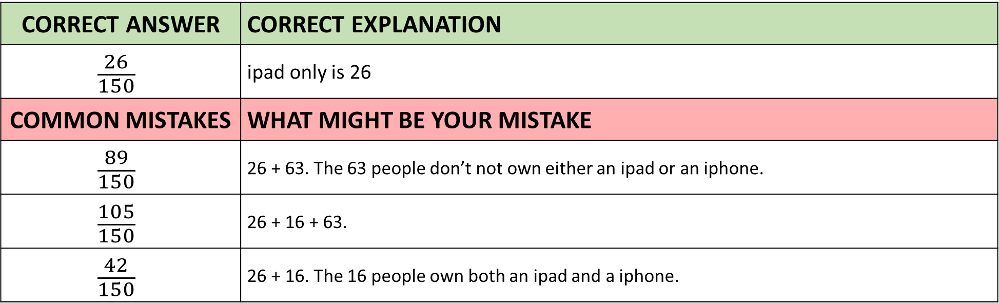 CORRECT ANSWER CORRECT EXPLANATION
26/150 ipad only is 26
COMMON MISTAKES WHAT MIGHT BE YOUR MISTAKE
89/150 26 + 63. The 63 people don’t not own either an ipad or an iphone.
105/150 26 + 16 + 63.
42/150 26 + 16. The 16 people own both an ipad and a iphone.